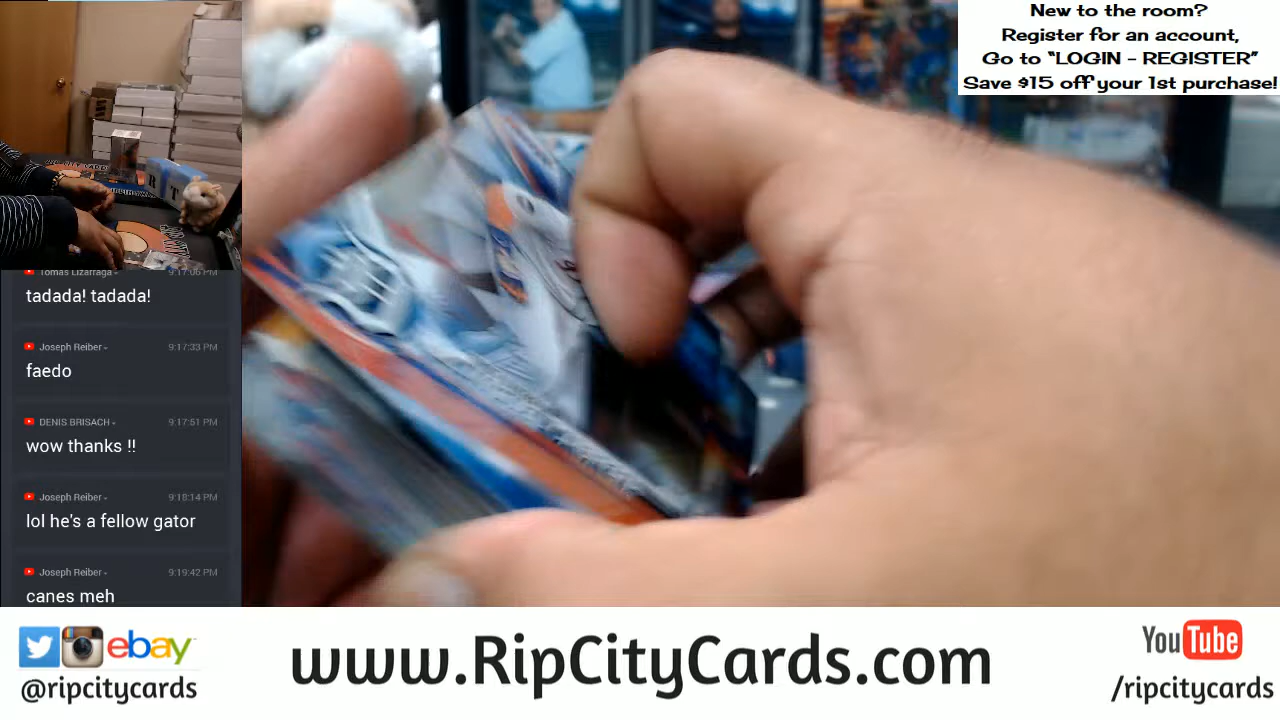 New to the room?
Register for an account,
Go to “LOGIN - REGISTER”
Save $15 off your 1st purchase!
Tomas Lizarraga 9:17:06 PM
tadada! tadada!
Joseph Reiber 9:17:33 PM
faedo
DENIS BRISACH 9:17:51 PM
wow thanks !!
Joseph Reiber 9:18:14 PM
lol he's a fellow gator
Joseph Reiber 9:19:42 PM
canes meh
ebay
@ripcitycards
www.RipCityCards.com
YouTube
/ripcitycards